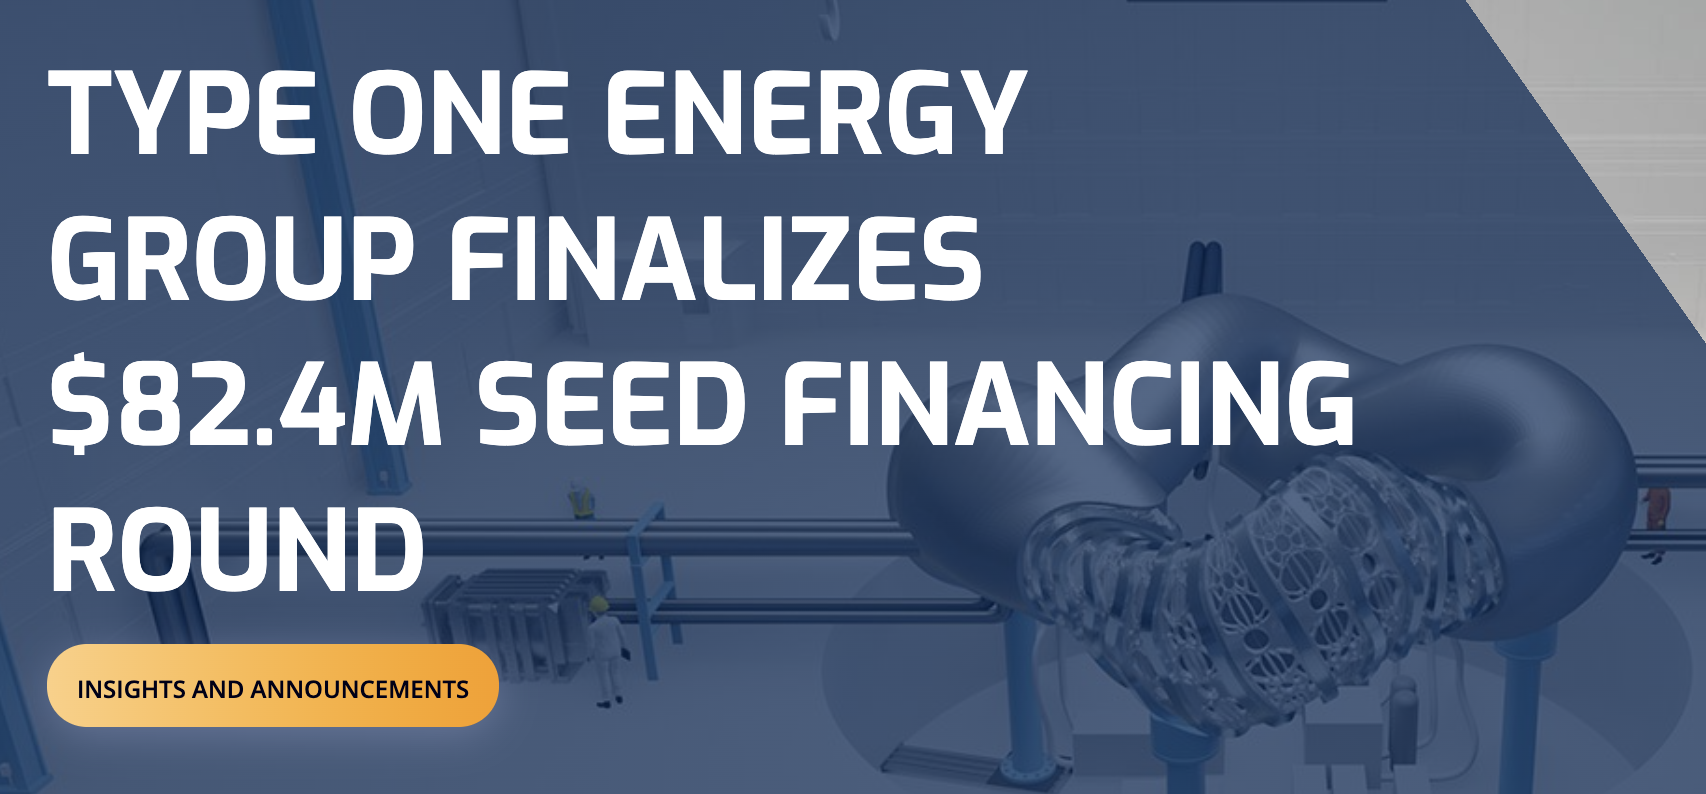 TYPE ONE ENERGY
GROUP FINALIZES
$82.4M SEED FINANCING
ROUND
INSIGHTS AND ANNOUNCEMENTS